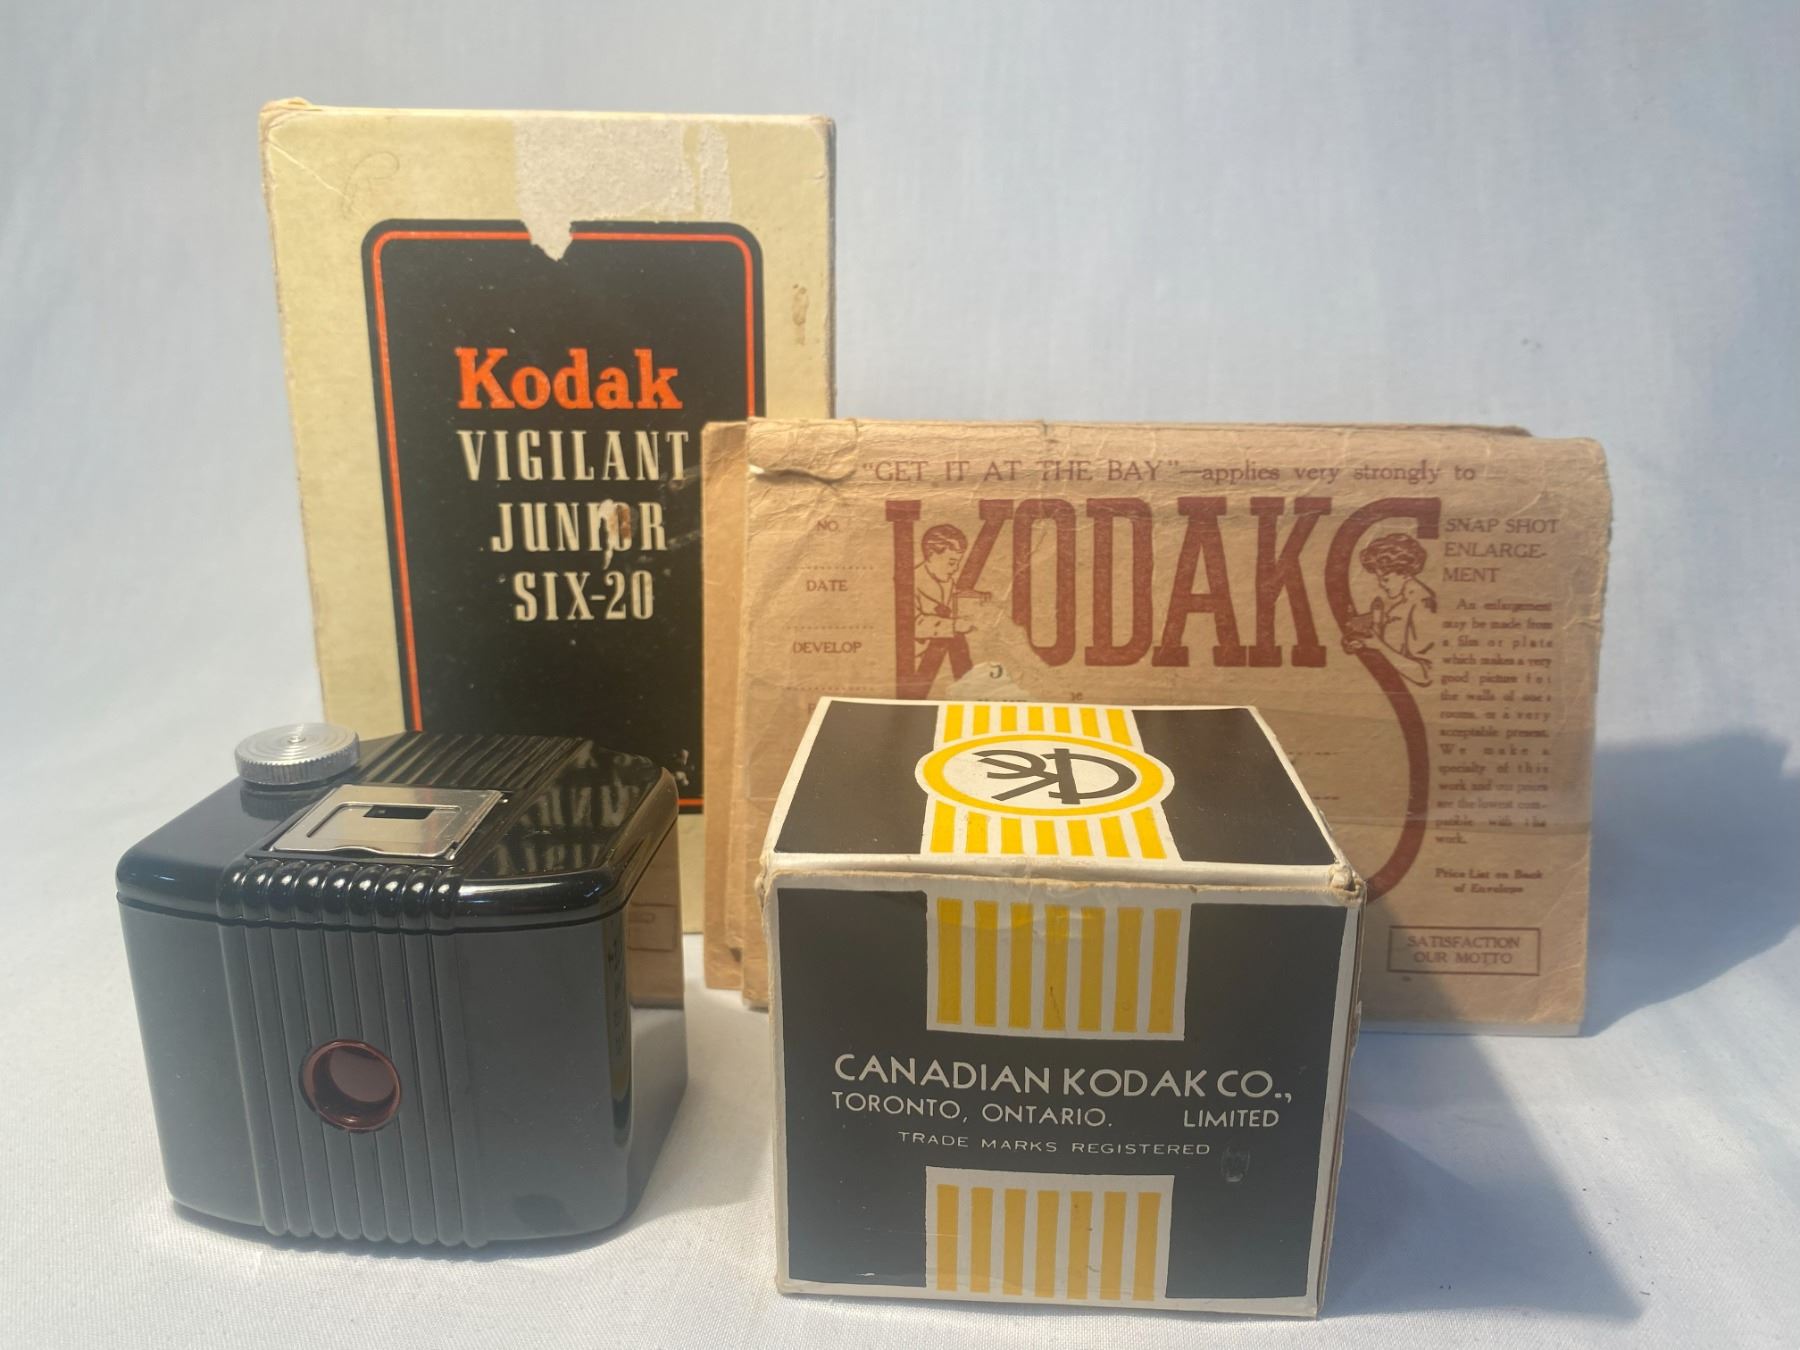 Kodak
VIGILANT
JUNIOR
SIX-20
"GET IT AT THE BAY"—applies very strongly to
KODAKS
NO.
DATE
DEVELOP
SNAP SHOT
ENLARGE-
MENT
An enlargement
may be made from
a film or plate
which makes a very
good picture for
the walls of ones
rooms, or a very
acceptable present.
We make a
specialty of this
work and our prices
are the lowest com-
patible with the
work.
Price List on Back
of Envelope
SATISFACTION
OUR MOTTO
CANADIAN KODAK CO.,
TORONTO, ONTARIO. LIMITED
TRADE MARKS REGISTERED